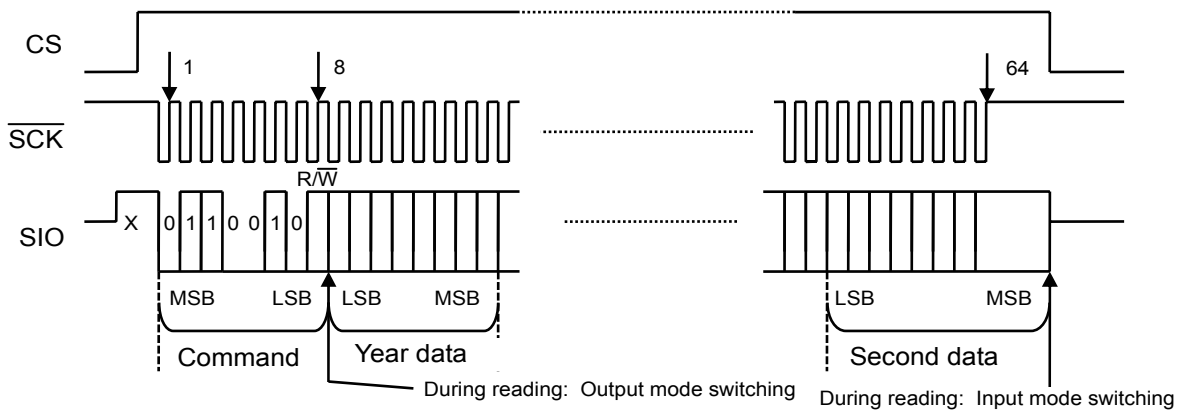 CS
1
8
64
SCK
R/W
SIO
X 0 1 1 0 0 1 0
MSB LSB LSB MSB LSB MSB
Command Year data Second data
During reading: Output mode switching
During reading: Input mode switching